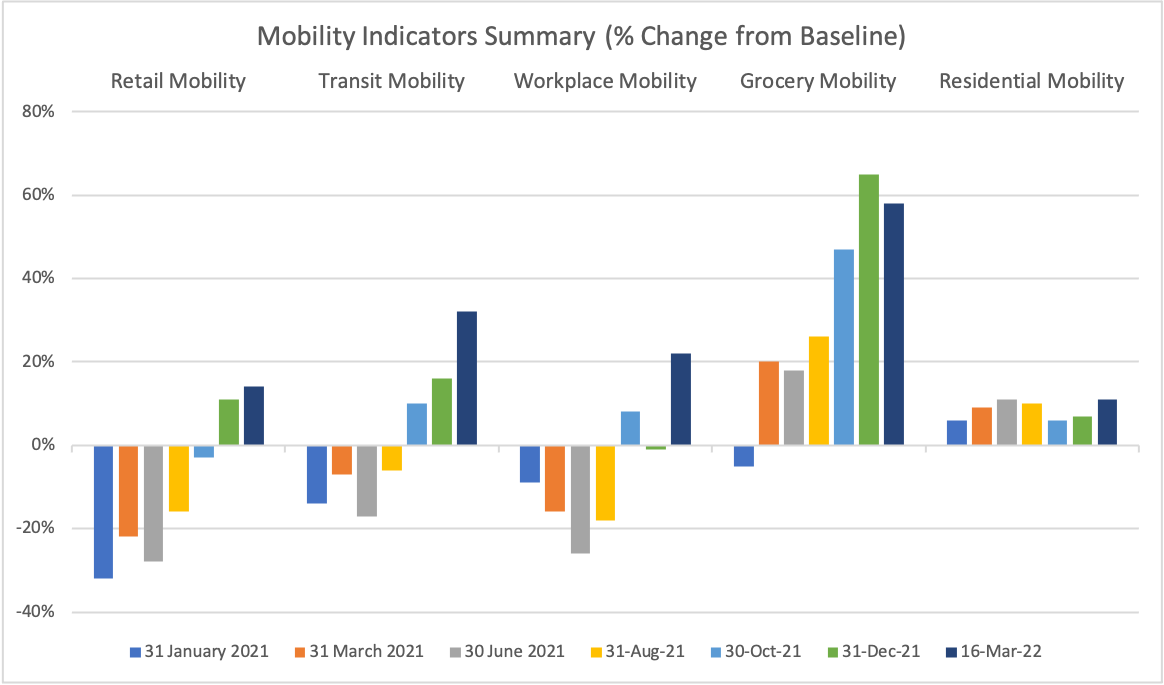 Mobility Indicators Summary (% Change from Baseline)
Retail Mobility Transit Mobility Workplace Mobility Grocery Mobility Residential Mobility
80%
60%
40%
20%
0%
-20%
-40%
31 January 2021 31 March 2021 30 June 2021 31-Aug-21 30-Oct-21 31-Dec-21 16-Mar-22